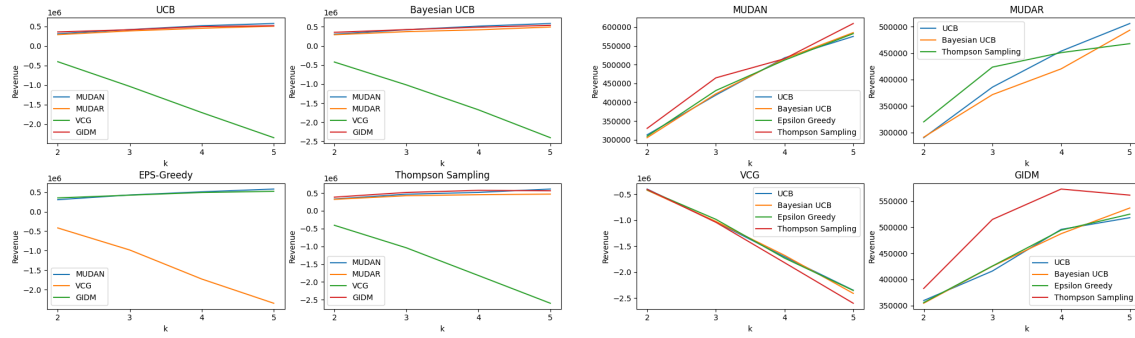 UCB
1e6
Revenue
0.5
0.0
−0.5
−1.0
−1.5
−2.0
MUDAN
MUDAR
VCG
GIDM
2 3 4 5
k
Bayesian UCB
1e6
Revenue
0.5
0.0
−0.5
−1.0
−1.5
−2.0
−2.5
MUDAN
MUDAR
VCG
GIDM
2 3 4 5
k
MUDAN
Revenue
600000
550000
500000
450000
400000
350000
300000
UCB
Bayesian UCB
Epsilon Greedy
Thompson Sampling
2 3 4 5
k
MUDAR
Revenue
500000
450000
400000
350000
300000
UCB
Bayesian UCB
Thompson Sampling
2 3 4 5
k
EPS-Greedy
1e6
Revenue
0.5
0.0
−0.5
−1.0
−1.5
−2.0
MUDAN
VCG
GIDM
2 3 4 5
k
Thompson Sampling
1e6
Revenue
0.5
0.0
−0.5
−1.0
−1.5
−2.0
−2.5
MUDAN
MUDAR
VCG
GIDM
2 3 4 5
k
VCG
1e6
Revenue
−0.5
−1.0
−1.5
−2.0
−2.5
UCB
Bayesian UCB
Epsilon Greedy
Thompson Sampling
2 3 4 5
k
GIDM
Revenue
550000
500000
450000
400000
350000
UCB
Bayesian UCB
Epsilon Greedy
Thompson Sampling
2 3 4 5
k